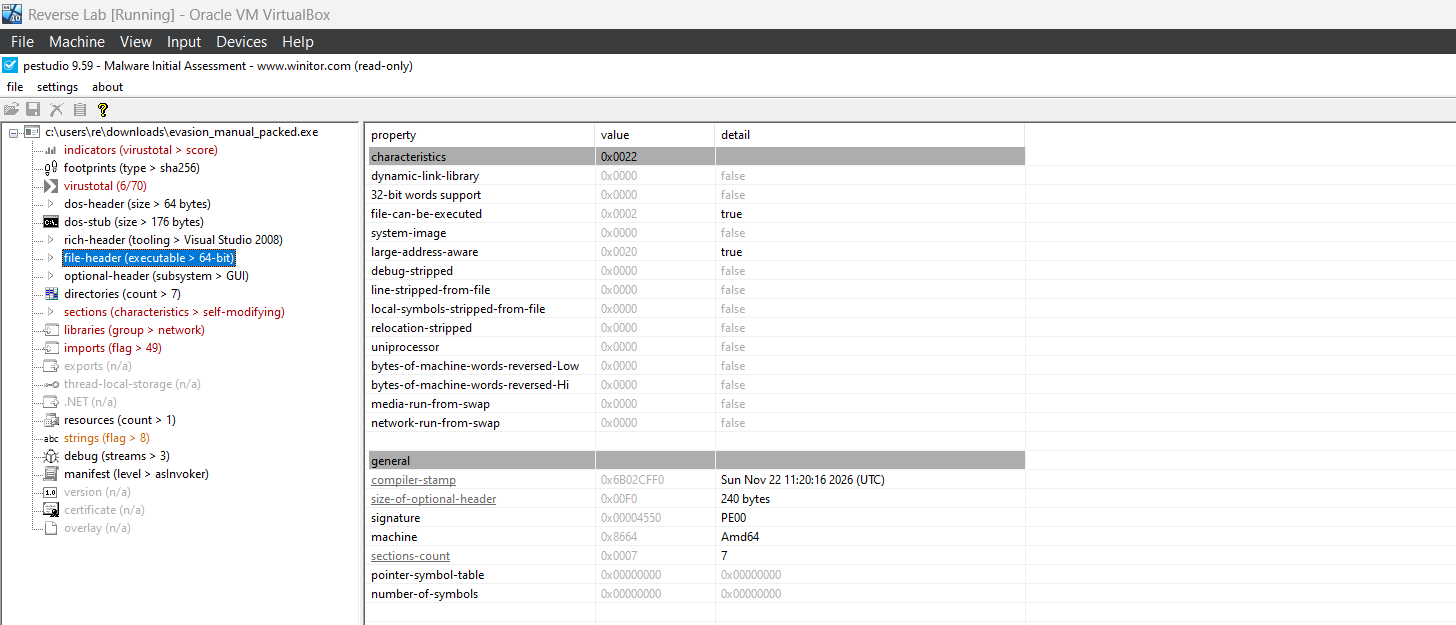 Reverse Lab [Running] - Oracle VM VirtualBox
File Machine View Input Devices Help
pestudio 9.59 - Malware Initial Assessment - www.winitor.com (read-only)
file settings about
c:\users\re\downloads\evasion_manual_packed.exe
indicators (virustotal > score)
footprints (type > sha256)
virustotal (6/70)
dos-header (size > 64 bytes)
dos-stub (size > 176 bytes)
rich-header (tooling > Visual Studio 2008)
file-header (executable > 64-bit)
optional-header (subsystem > GUI)
directories (count > 7)
sections (characteristics > self-modifying)
libraries (group > network)
imports (flag > 49)
exports (n/a)
thread-local-storage (n/a)
.NET (n/a)
resources (count > 1)
abc strings (flag > 8)
debug (streams > 3)
manifest (level > asInvoker)
1.0 version (n/a)
certificate (n/a)
overlay (n/a)
property value detail
characteristics 0x0022
dynamic-link-library 0x0000 false
32-bit words support 0x0000 false
file-can-be-executed 0x0002 true
system-image 0x0000 false
large-address-aware 0x0020 true
debug-stripped 0x0000 false
line-stripped-from-file 0x0000 false
local-symbols-stripped-from-file 0x0000 false
relocation-stripped 0x0000 false
uniprocessor 0x0000 false
bytes-of-machine-words-reversed-Low 0x0000 false
bytes-of-machine-words-reversed-Hi 0x0000 false
media-run-from-swap 0x0000 false
network-run-from-swap 0x0000 false
general
compiler-stamp 0x6B02CFF0 Sun Nov 22 11:20:16 2026 (UTC)
size-of-optional-header 0x00F0 240 bytes
signature 0x00004550 PE00
machine 0x8664 Amd64
sections-count 0x0007 7
pointer-symbol-table 0x00000000 0x00000000
number-of-symbols 0x00000000 0x00000000